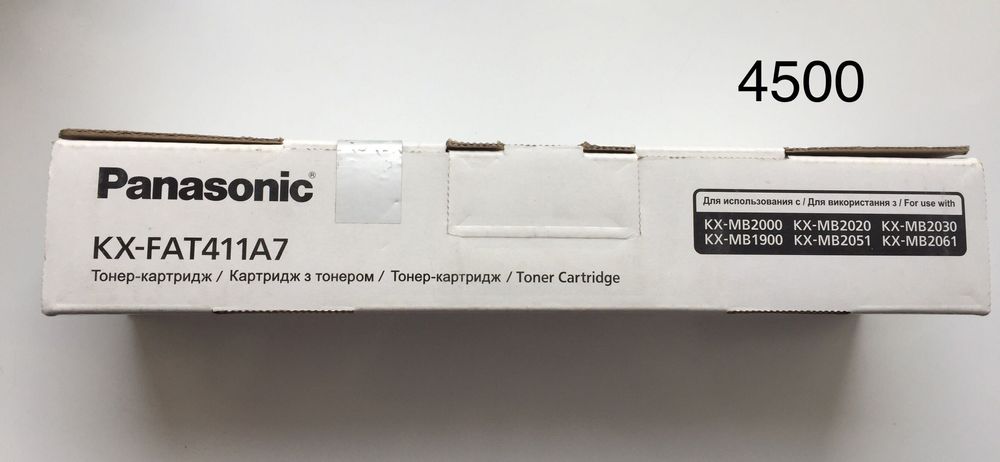 4500
Panasonic®
KX-FAT411A7
Тонер-картридж / Картридж з тонером / Тонер-картридж / Toner Cartridge
Для использования с / Для використання з / For use with
KX-MB2000 KX-MB2020 KX-MB2030
KX-MB1900 KX-MB2051 KX-MB2061